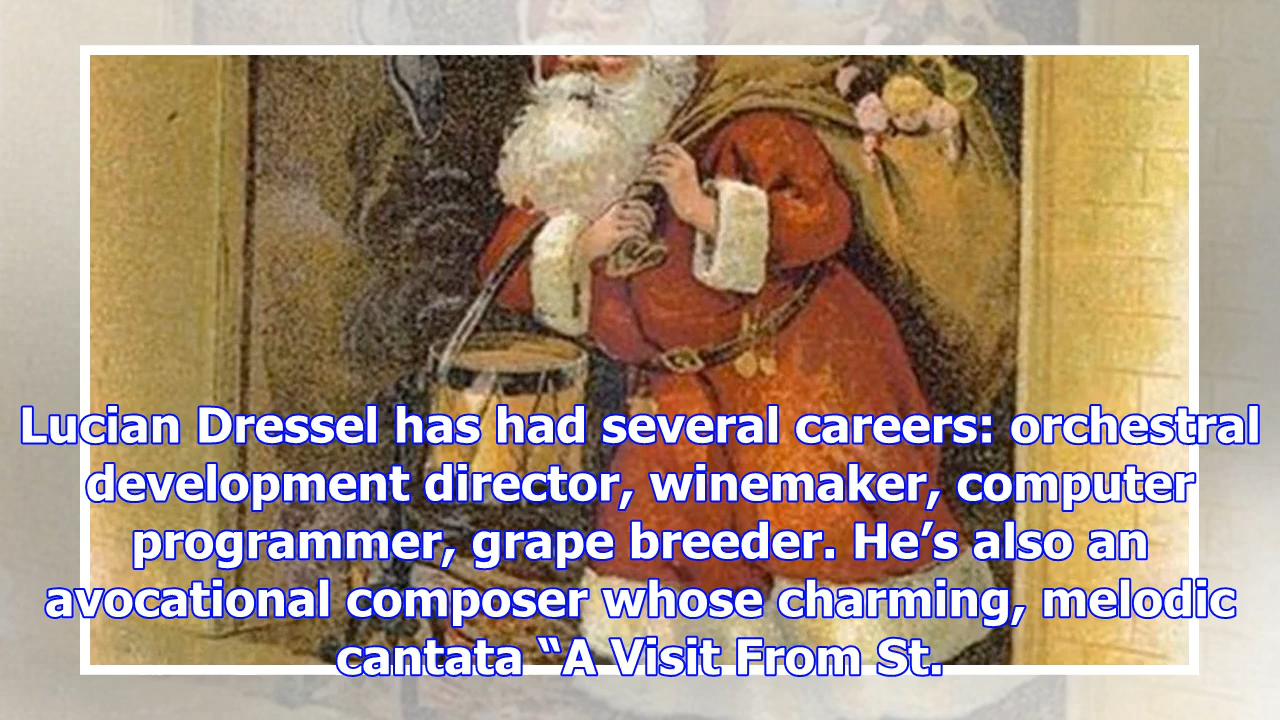 Lucian Dressel has had several careers: orchestral
development director, winemaker, computer
programmer, grape breeder. He’s also an
avocational composer whose charming, melodic
cantata “A Visit From St.